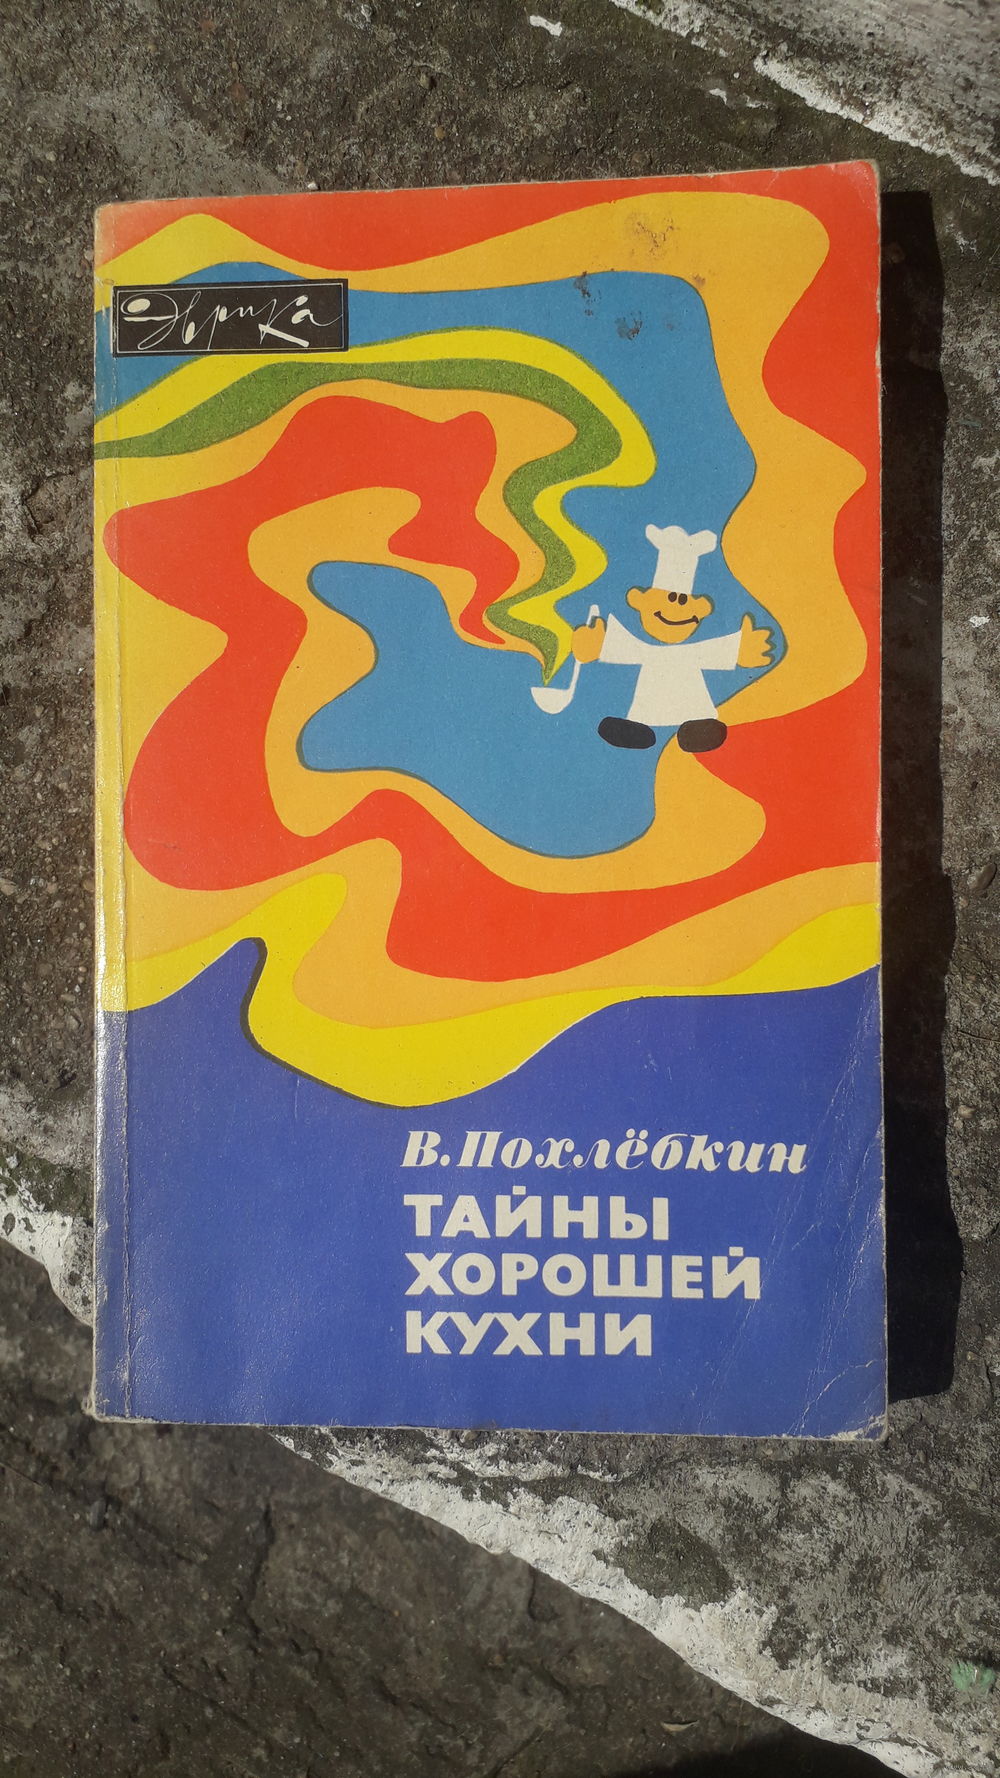 Эврика
В. Похлёбкин
ТАЙНЫ
ХОРОШЕЙ
КУХНИ